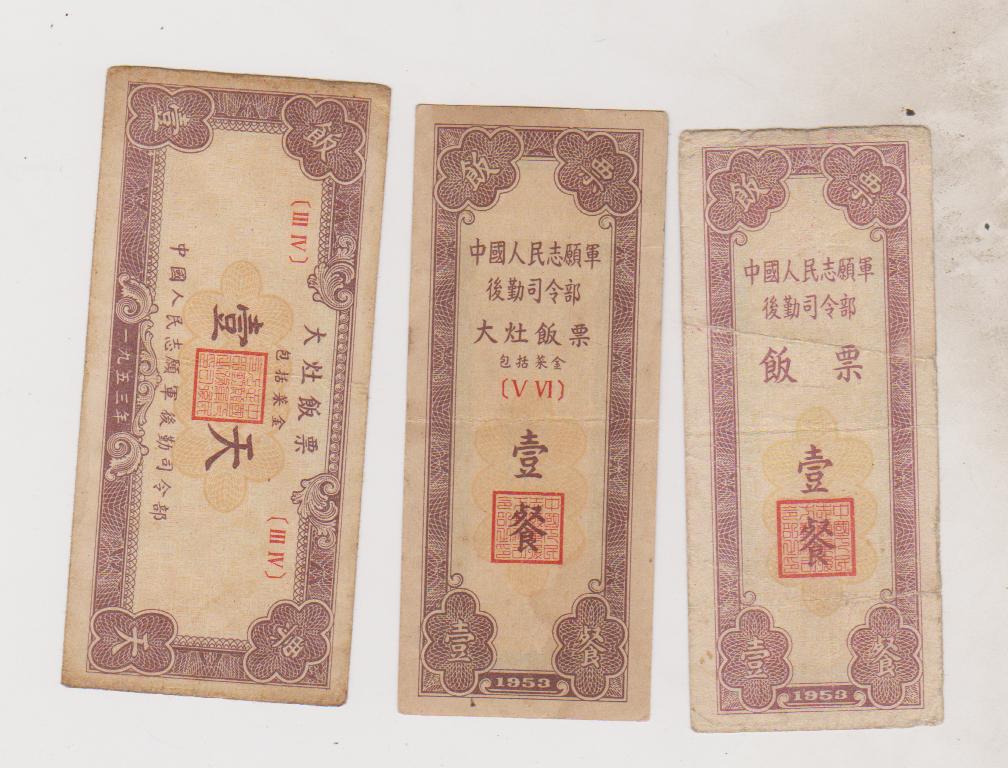 飯票
〔III IV〕
〔III IV〕
大灶飯票
包括菜金
壹天
中國人民志願軍後勤司令部
壹天
一九五三年
飯票
中國人民志願軍
後勤司令部
大灶飯票
包括菜金
〔V VI〕
壹
餐
壹餐
1953
飯票
中國人民志願軍
後勤司令部
飯票
壹
餐
壹餐
1953